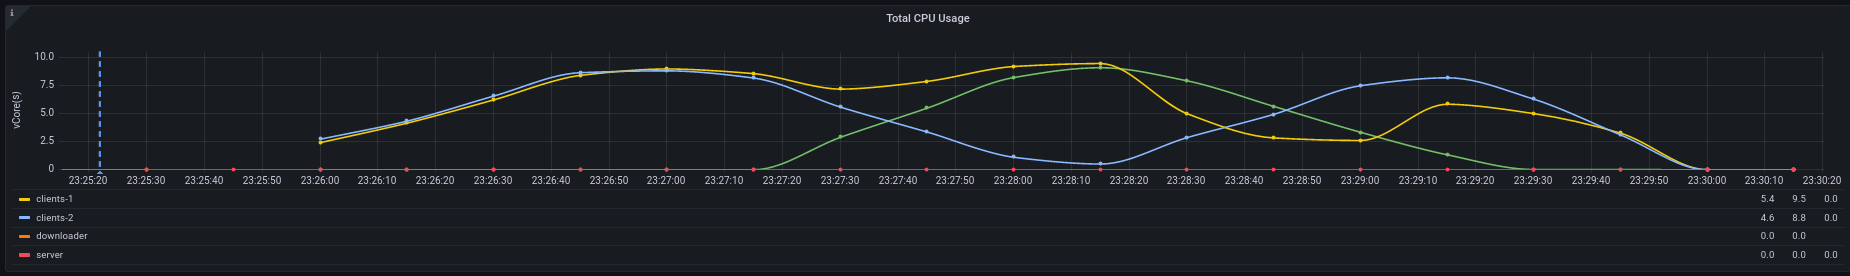 i
Total CPU Usage
vCore(s)
10.0
7.5
5.0
2.5
0
23:25:20 23:25:30 23:25:40 23:25:50 23:26:00 23:26:10 23:26:20 23:26:30 23:26:40 23:26:50 23:27:00 23:27:10 23:27:20 23:27:30 23:27:40 23:27:50 23:28:00 23:28:10 23:28:20 23:28:30 23:28:40 23:28:50 23:29:00 23:29:10 23:29:20 23:29:30 23:29:40 23:29:50 23:30:00 23:30:10 23:30:20
clients-1 5.4 9.5 0.0
clients-2 4.6 8.8 0.0
downloader 0.0 0.0
server 0.0 0.0 0.0